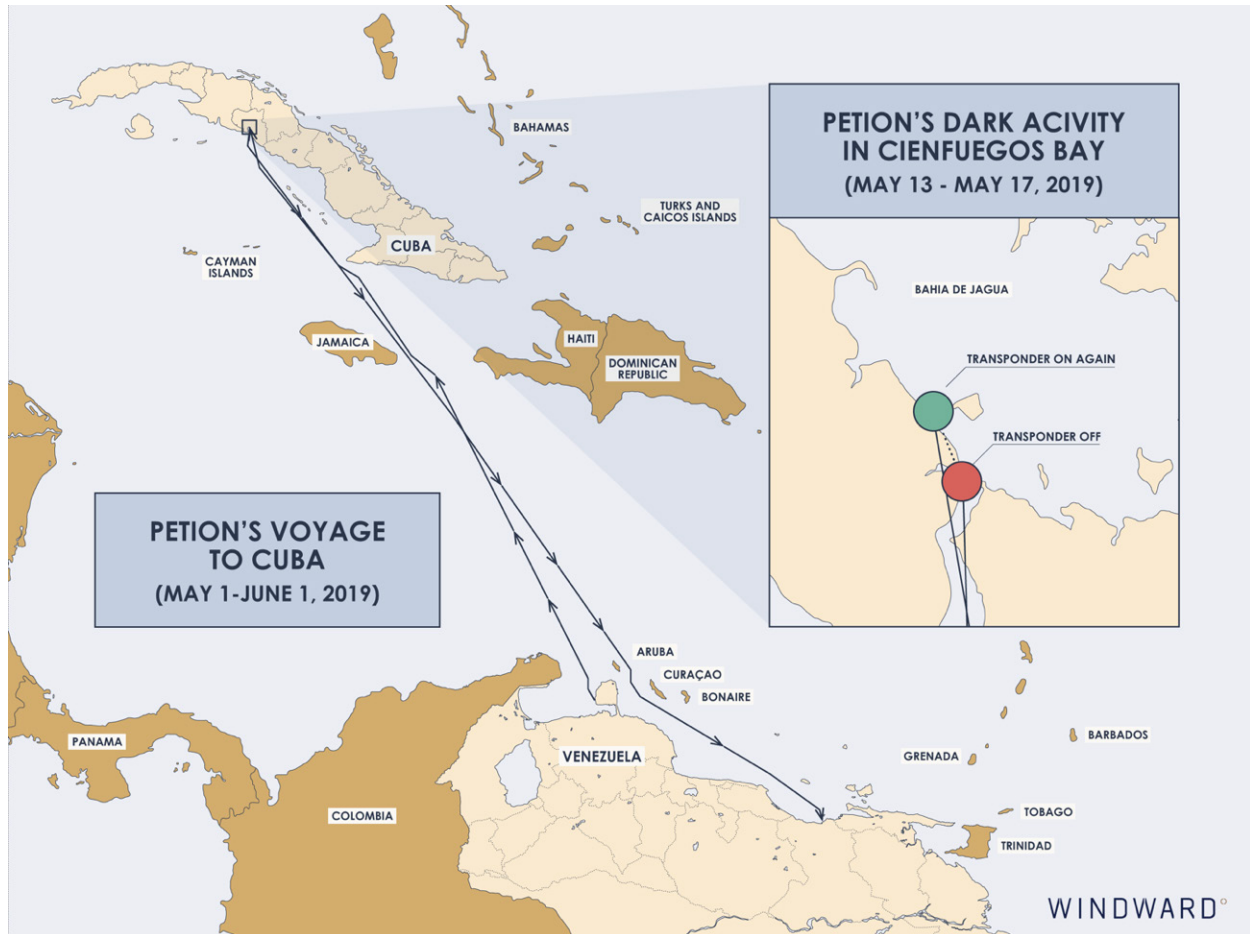 BAHAMAS
TURKS AND
CAICOS ISLANDS
CUBA
CAYMAN
ISLANDS
JAMAICA
HAITI
DOMINICAN
REPUBLIC
PETION'S DARK ACIVITY
IN CIENFUEGOS BAY
(MAY 13 - MAY 17, 2019)
BAHIA DE JAGUA
TRANSPONDER ON AGAIN
TRANSPONDER OFF
PETION'S VOYAGE
TO CUBA
(MAY 1-JUNE 1, 2019)
ARUBA
CURAÇAO
BONAIRE
PANAMA
VENEZUELA
COLOMBIA
BARBADOS
GRENADA
TOBAGO
TRINIDAD
WINDWARD°